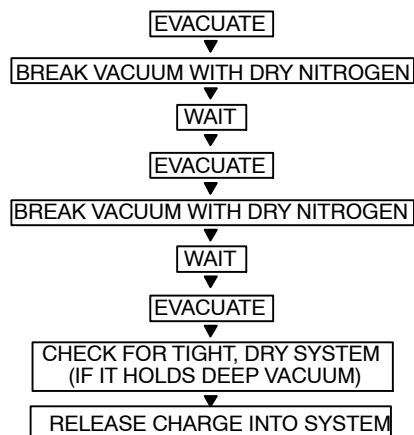 EVACUATE
BREAK VACUUM WITH DRY NITROGEN
WAIT
EVACUATE
BREAK VACUUM WITH DRY NITROGEN
WAIT
EVACUATE
CHECK FOR TIGHT, DRY SYSTEM
(IF IT HOLDS DEEP VACUUM)
RELEASE CHARGE INTO SYSTEM